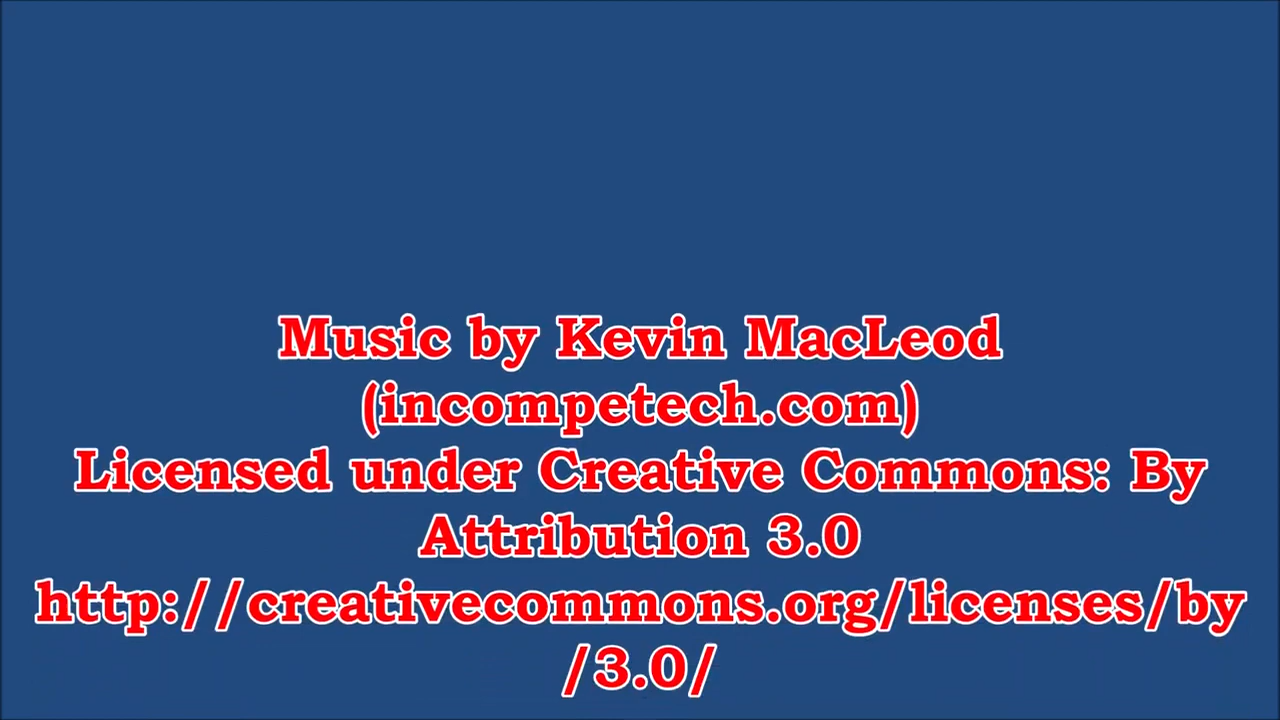 Music by Kevin MacLeod
(incompetech.com)
Licensed under Creative Commons: By
Attribution 3.0
http://creativecommons.org/licenses/by
/3.0/